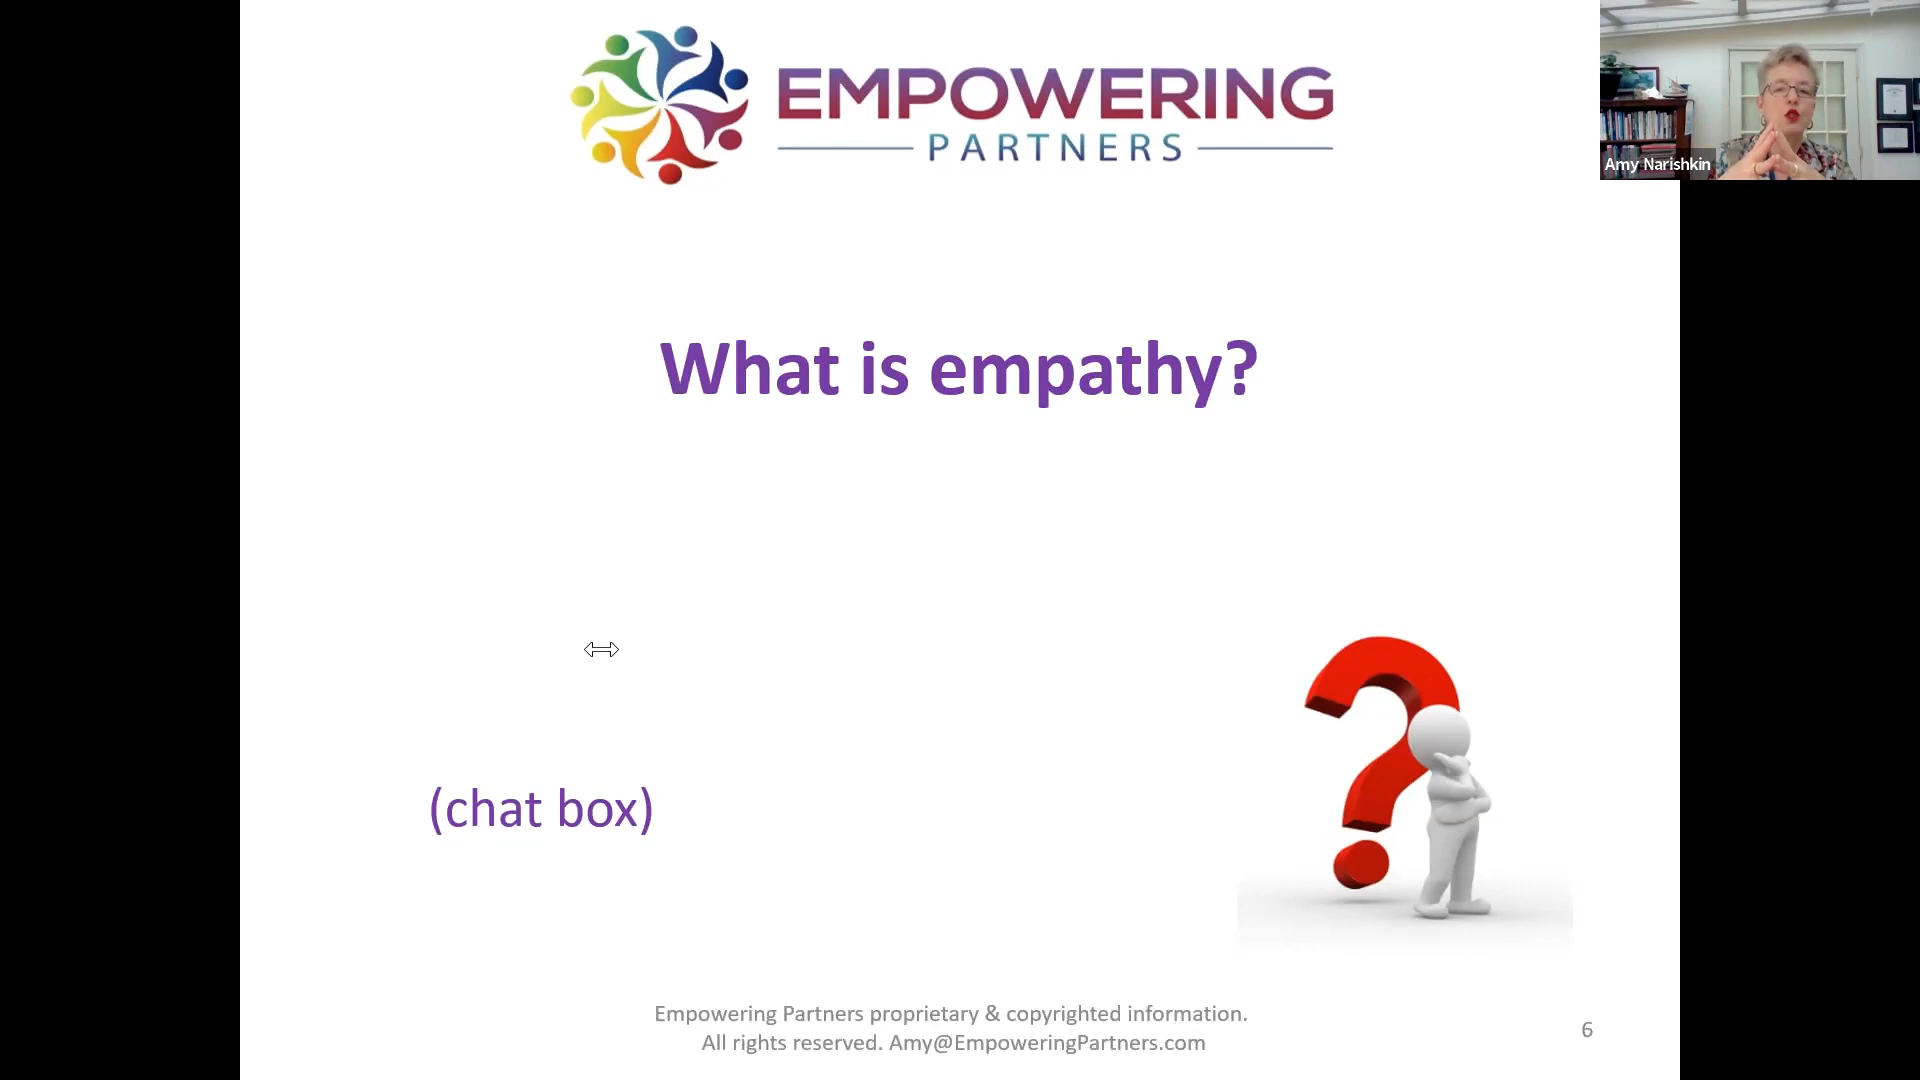 EMPOWERING
PARTNERS
Amy Narishkin
What is empathy?
(chat box)
Empowering Partners proprietary & copyrighted information.
All rights reserved. Amy@EmpoweringPartners.com
6